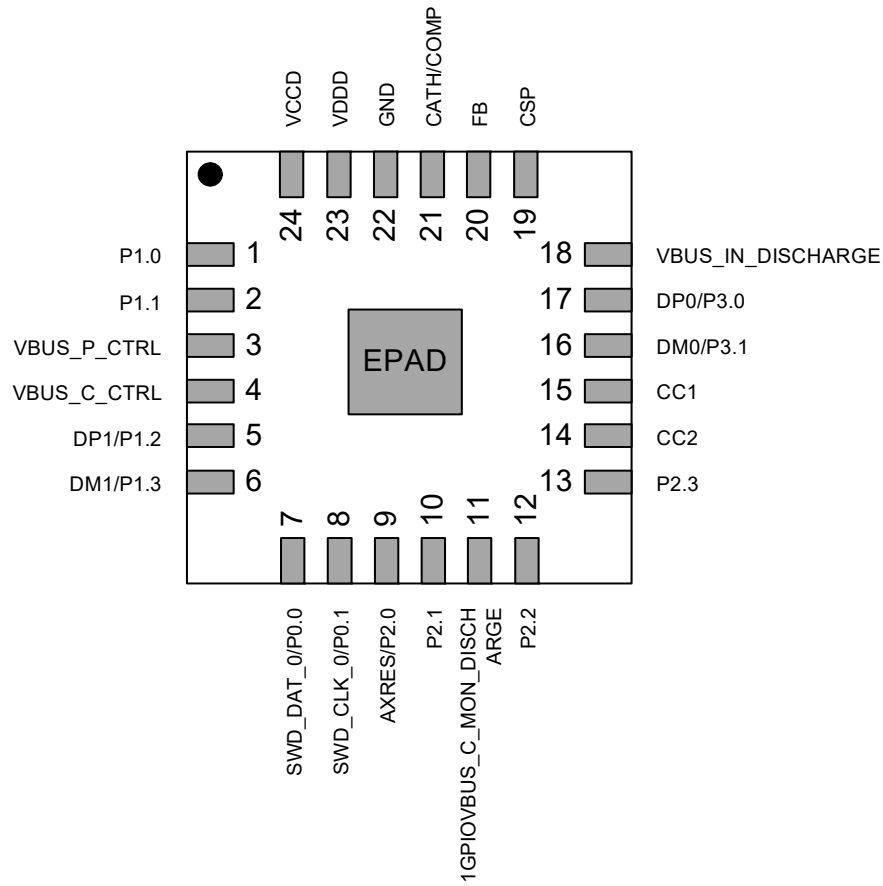 VCCD
VDDD
GND
CATH/COMP
FB
CSP
24
23
22
21
20
19
P1.0
1
18
VBUS_IN_DISCHARGE
P1.1
2
17
DP0/P3.0
VBUS_P_CTRL
3
EPAD
16
DM0/P3.1
VBUS_C_CTRL
4
15
CC1
DP1/P1.2
5
14
CC2
DM1/P1.3
6
13
P2.3
7
8
9
10
11
12
SWD_DAT_0/P0.0
SWD_CLK_0/P0.1
AXRES/P2.0
P2.1
1GPIOVBUS_C_MON_DISCH
ARGE
P2.2